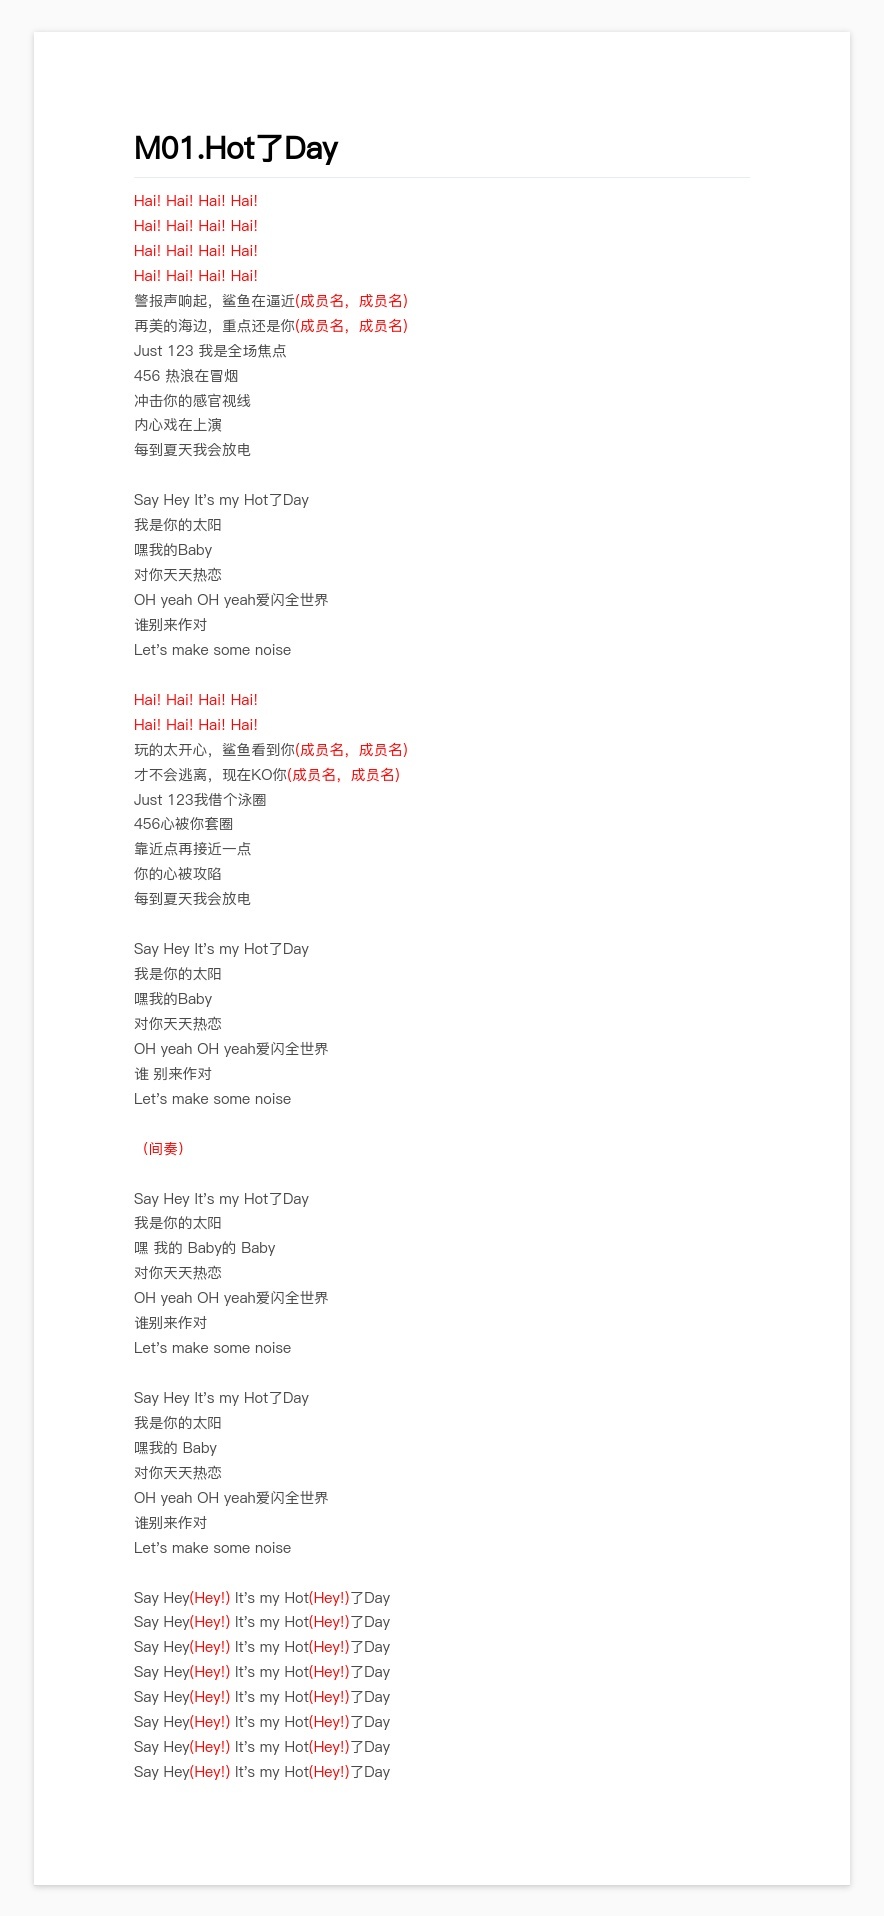 M01.Hot了Day
Hai! Hai! Hai! Hai!
Hai! Hai! Hai! Hai!
Hai! Hai! Hai! Hai!
Hai! Hai! Hai! Hai!
警报声响起，鲨鱼在逼近(成员名，成员名)
再美的海边，重点还是你(成员名，成员名)
Just 123 我是全场焦点
456 热浪在冒烟
冲击你的感官视线
内心戏在上演
每到夏天我会放电
Say Hey It’s my Hot了Day
我是你的太阳
嘿我的Baby
对你天天热恋
OH yeah OH yeah爱闪全世界
谁别来作对
Let’s make some noise
Hai! Hai! Hai! Hai!
Hai! Hai! Hai! Hai!
玩的太开心，鲨鱼看到你(成员名，成员名)
才不会逃离，现在KO你(成员名，成员名)
Just 123我借个泳圈
456心被你套圈
靠近点再接近一点
你的心被攻陷
每到夏天我会放电
Say Hey It’s my Hot了Day
我是你的太阳
嘿我的Baby
对你天天热恋
OH yeah OH yeah爱闪全世界
谁 别来作对
Let’s make some noise
（间奏）
Say Hey It’s my Hot了Day
我是你的太阳
嘿 我的 Baby的 Baby
对你天天热恋
OH yeah OH yeah爱闪全世界
谁别来作对
Let’s make some noise
Say Hey It’s my Hot了Day
我是你的太阳
嘿我的 Baby
对你天天热恋
OH yeah OH yeah爱闪全世界
谁别来作对
Let’s make some noise
Say Hey(Hey!) It’s my Hot(Hey!)了Day
Say Hey(Hey!) It’s my Hot(Hey!)了Day
Say Hey(Hey!) It’s my Hot(Hey!)了Day
Say Hey(Hey!) It’s my Hot(Hey!)了Day
Say Hey(Hey!) It’s my Hot(Hey!)了Day
Say Hey(Hey!) It’s my Hot(Hey!)了Day
Say Hey(Hey!) It’s my Hot(Hey!)了Day
Say Hey(Hey!) It’s my Hot(Hey!)了Day